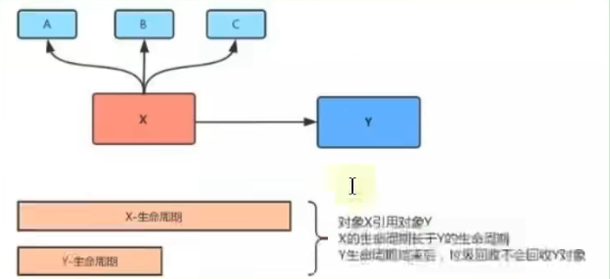 A
B
C
X
Y
X-生命周期
Y-生命周期
对象X引用对象Y
X的生命周期长于Y的生命周期
Y生命周期结束后，垃圾回收不会回收Y对象